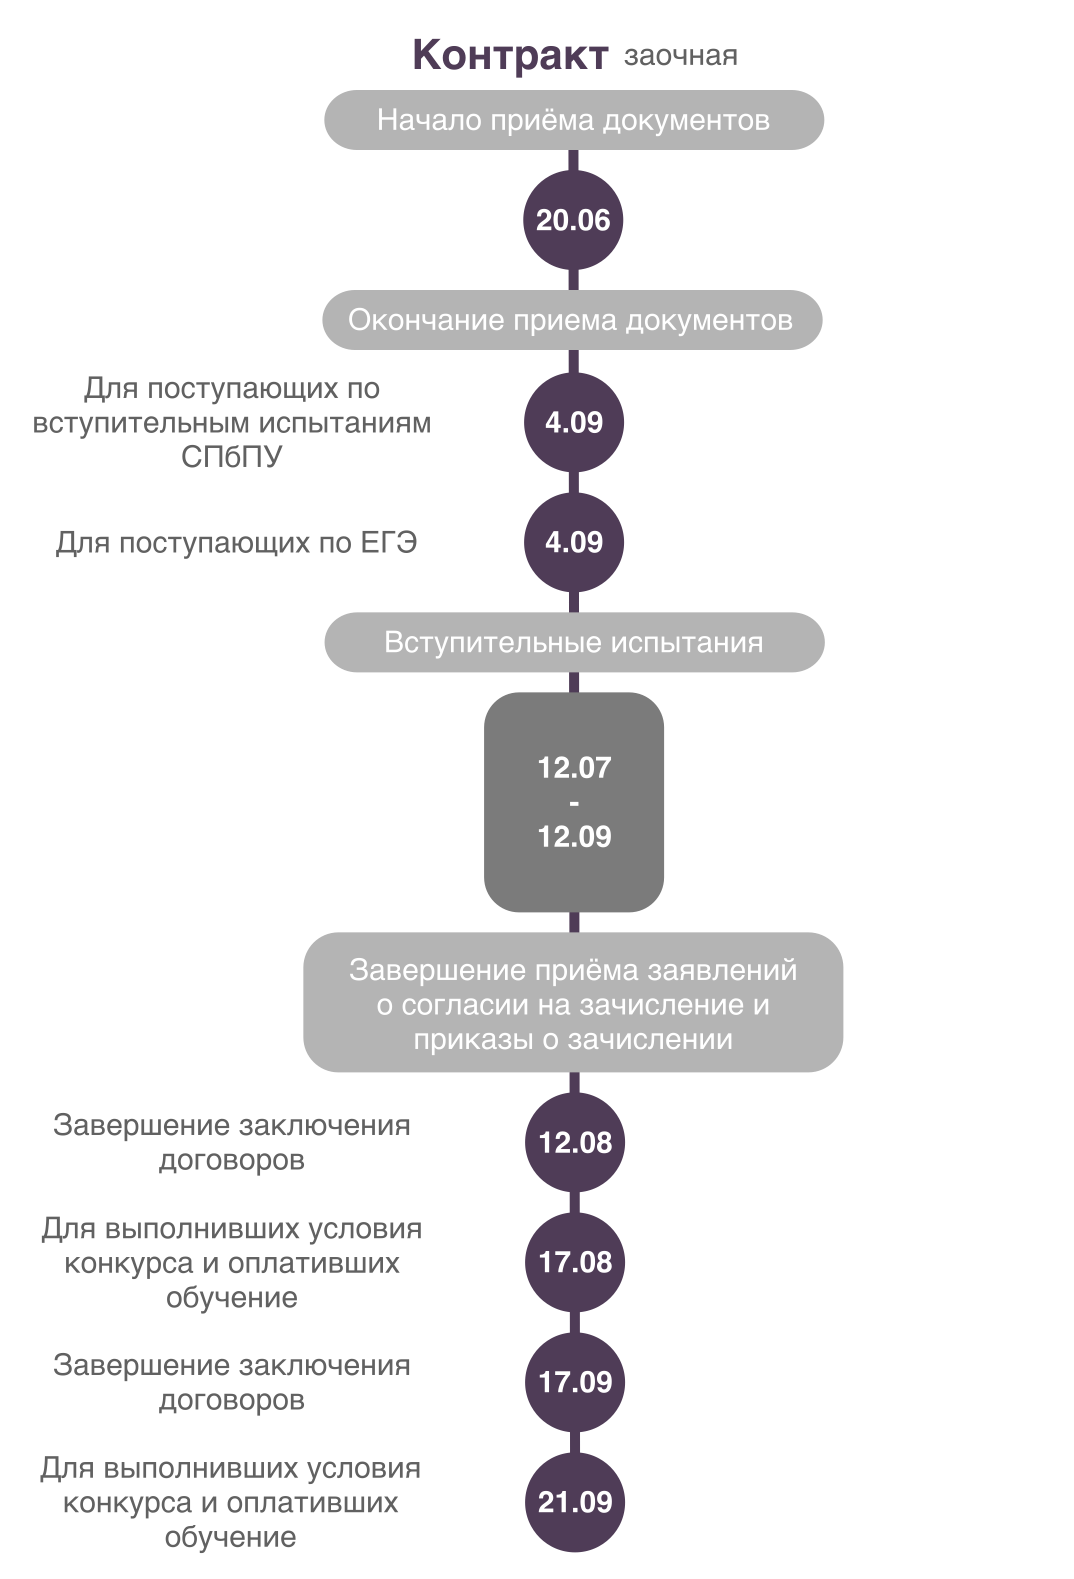 Контракт заочная
Начало приёма документов
20.06
Окончание приема документов
Для поступающих по
вступительным испытаниям
СПбПУ
4.09
Для поступающих по ЕГЭ
4.09
Вступительные испытания
12.07
-
12.09
Завершение приёма заявлений
о согласии на зачисление и
приказы о зачислении
Завершение заключения
договоров
12.08
Для выполнивших условия
конкурса и оплативших
обучение
17.08
Завершение заключения
договоров
17.09
Для выполнивших условия
конкурса и оплативших
обучение
21.09